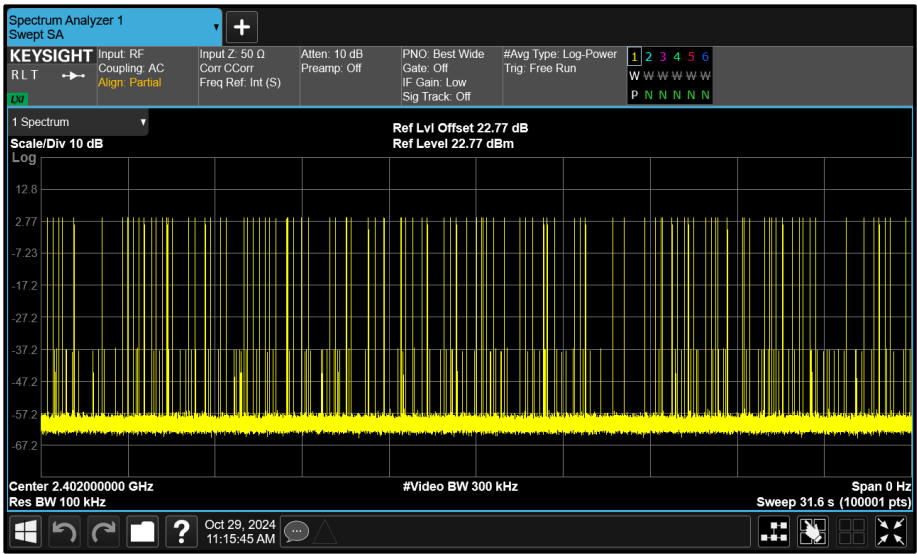 Spectrum Analyzer 1
Swept SA
KEYSIGHT
RLT
LXI
Input: RF
Coupling: AC
Align: Partial
Input Z: 50 Ω
Corr CCorr
Freq Ref: Int (S)
Atten: 10 dB
Preamp: Off
PNO: Best Wide
Gate: Off
IF Gain: Low
Sig Track: Off
#Avg Type: Log-Power
Trig: Free Run
1 2 3 4 5 6
W W W W W W
P N N N N N
1 Spectrum
Scale/Div 10 dB
Ref Lvl Offset 22.77 dB
Ref Level 22.77 dBm
Log
12.8
2.77
-7.23
-17.2
-27.2
-37.2
-47.2
-57.2
-67.2
Center 2.402000000 GHz
#Video BW 300 kHz
Span 0 Hz
Res BW 100 kHz
Sweep 31.6 s (100001 pts)
?
Oct 29, 2024
11:15:45 AM